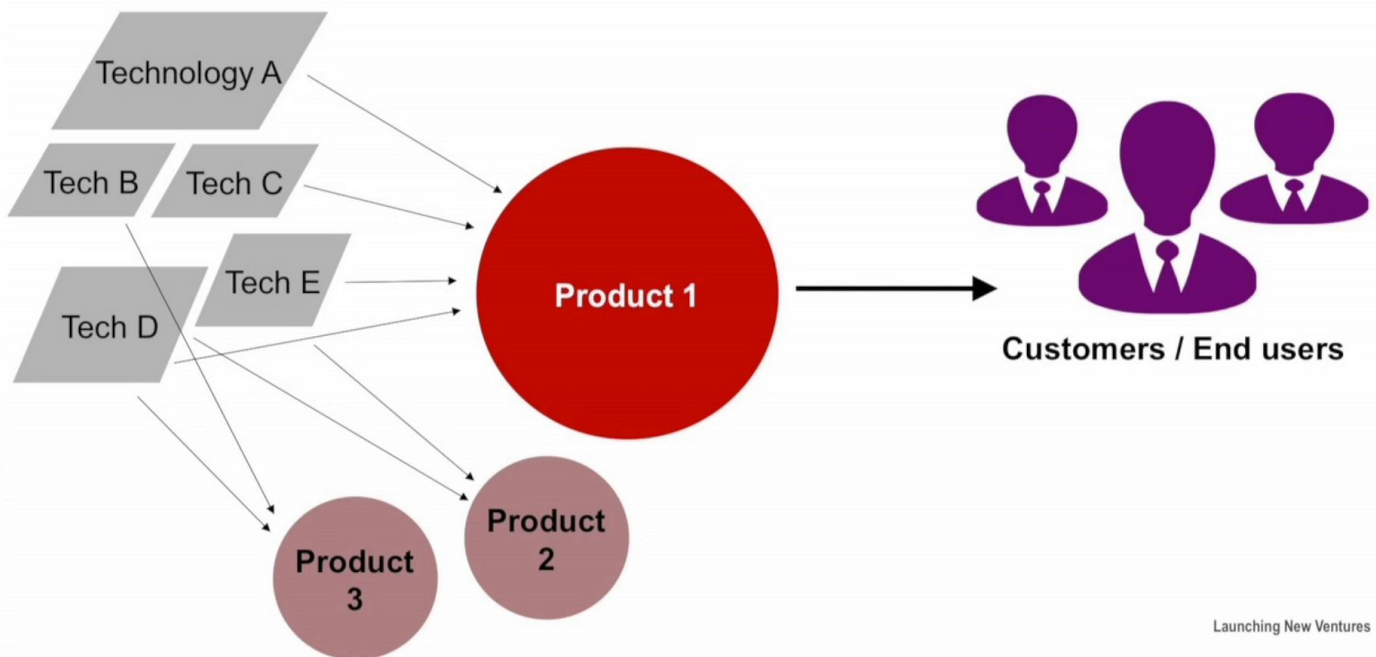 Technology A
Tech B
Tech C
Tech E
Tech D
Product 1
Customers / End users
Product
2
Product
3
Launching New Ventures